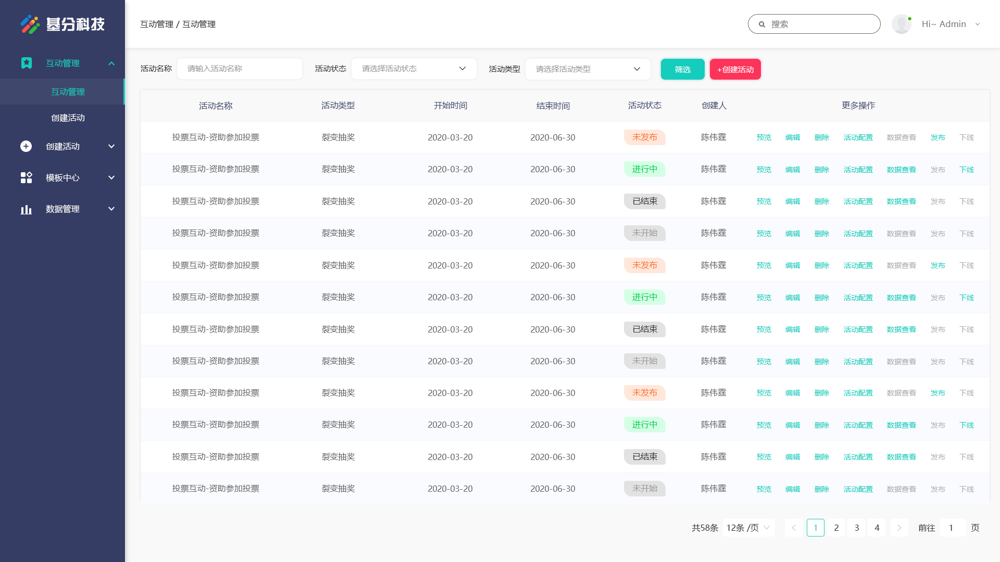 基分科技
互动管理 / 互动管理
搜索
Hi~ Admin
互动管理
互动管理
创建活动
创建活动
模板中心
数据管理
活动名称 请输入活动名称 活动状态 请选择活动状态 活动类型 请选择活动类型 筛选 +创建活动
活动名称 活动类型 开始时间 结束时间 活动状态 创建人 更多操作
投票互动-资助参加投票 裂变抽奖 2020-03-20 2020-06-30 未发布 陈伟霆 预览 编辑 删除 活动配置 数据查看 发布 下线
投票互动-资助参加投票 裂变抽奖 2020-03-20 2020-06-30 进行中 陈伟霆 预览 编辑 删除 活动配置 数据查看 发布 下线
投票互动-资助参加投票 裂变抽奖 2020-03-20 2020-06-30 已结束 陈伟霆 预览 编辑 删除 活动配置 数据查看 发布 下线
投票互动-资助参加投票 裂变抽奖 2020-03-20 2020-06-30 未开始 陈伟霆 预览 编辑 删除 活动配置 数据查看 发布 下线
投票互动-资助参加投票 裂变抽奖 2020-03-20 2020-06-30 未发布 陈伟霆 预览 编辑 删除 活动配置 数据查看 发布 下线
投票互动-资助参加投票 裂变抽奖 2020-03-20 2020-06-30 进行中 陈伟霆 预览 编辑 删除 活动配置 数据查看 发布 下线
投票互动-资助参加投票 裂变抽奖 2020-03-20 2020-06-30 已结束 陈伟霆 预览 编辑 删除 活动配置 数据查看 发布 下线
投票互动-资助参加投票 裂变抽奖 2020-03-20 2020-06-30 未开始 陈伟霆 预览 编辑 删除 活动配置 数据查看 发布 下线
投票互动-资助参加投票 裂变抽奖 2020-03-20 2020-06-30 未发布 陈伟霆 预览 编辑 删除 活动配置 数据查看 发布 下线
投票互动-资助参加投票 裂变抽奖 2020-03-20 2020-06-30 进行中 陈伟霆 预览 编辑 删除 活动配置 数据查看 发布 下线
投票互动-资助参加投票 裂变抽奖 2020-03-20 2020-06-30 已结束 陈伟霆 预览 编辑 删除 活动配置 数据查看 发布 下线
投票互动-资助参加投票 裂变抽奖 2020-03-20 2020-06-30 未开始 陈伟霆 预览 编辑 删除 活动配置 数据查看 发布 下线
共58条 12条 /页 1 2 3 4 前往 1 页